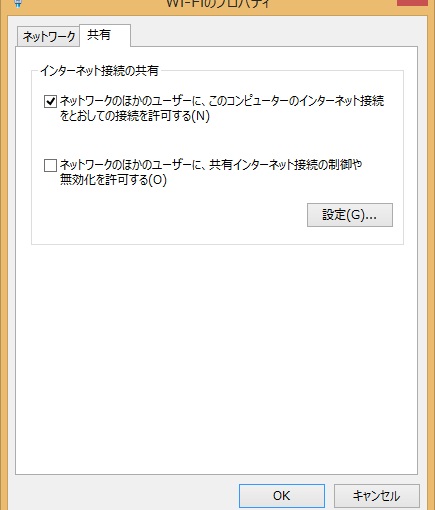 Wi-Fiのプロパティ
ネットワーク
共有
インターネット接続の共有
ネットワークのほかのユーザーに、このコンピューターのインターネット接続
をとおしての接続を許可する(N)
ネットワークのほかのユーザーに、共有インターネット接続の制御や
無効化を許可する(O)
設定(G)...
OK
キャンセル